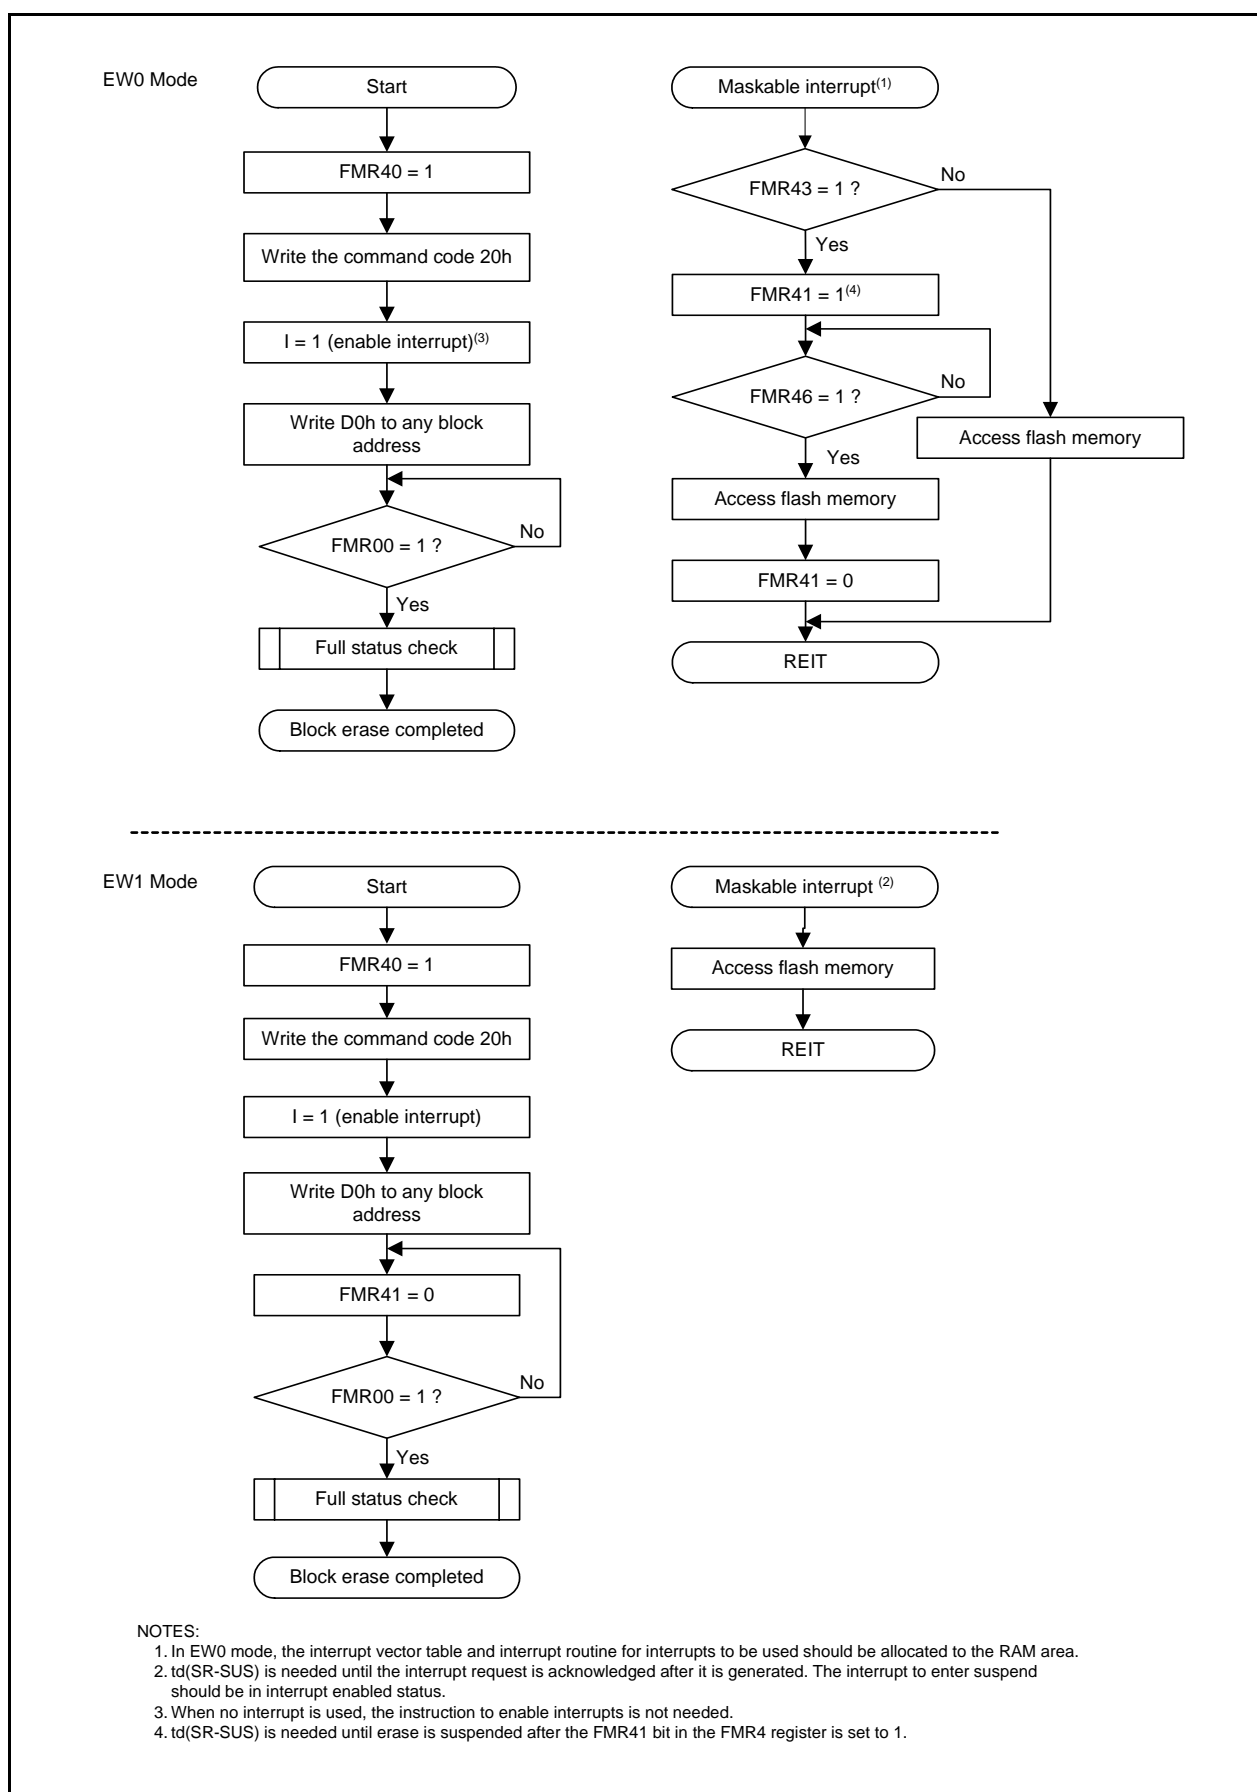 EW0 Mode
Start
FMR40 = 1
Write the command code 20h
I = 1 (enable interrupt)(3)
Write D0h to any block
address
FMR00 = 1 ?
No
Yes
Full status check
Block erase completed
Maskable interrupt(1)
FMR43 = 1 ?
No
Yes
FMR41 = 1(4)
FMR46 = 1 ?
No
Yes
Access flash memory
Access flash memory
FMR41 = 0
REIT
EW1 Mode
Start
FMR40 = 1
Write the command code 20h
I = 1 (enable interrupt)
Write D0h to any block
address
FMR41 = 0
FMR00 = 1 ?
No
Yes
Full status check
Block erase completed
Maskable interrupt (2)
Access flash memory
REIT
NOTES:
1. In EW0 mode, the interrupt vector table and interrupt routine for interrupts to be used should be allocated to the RAM area.
2. td(SR-SUS) is needed until the interrupt request is acknowledged after it is generated. The interrupt to enter suspend
should be in interrupt enabled status.
3. When no interrupt is used, the instruction to enable interrupts is not needed.
4. td(SR-SUS) is needed until erase is suspended after the FMR41 bit in the FMR4 register is set to 1.